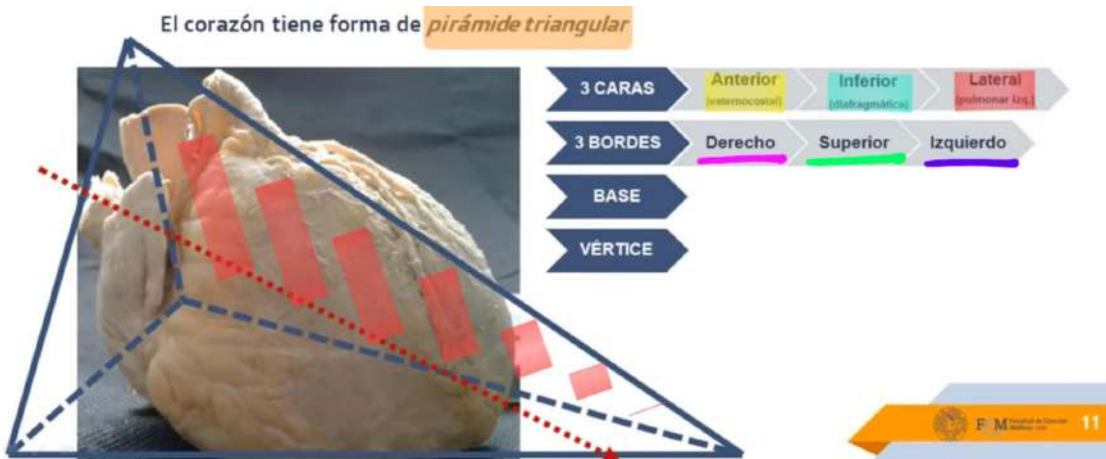 El corazón tiene forma de pirámide triangular
3 CARAS Anterior Inferior Lateral
(esternocostal) (diafragmática) (pulmonar izq.)
3 BORDES Derecho Superior Izquierdo
BASE
VÉRTICE
11